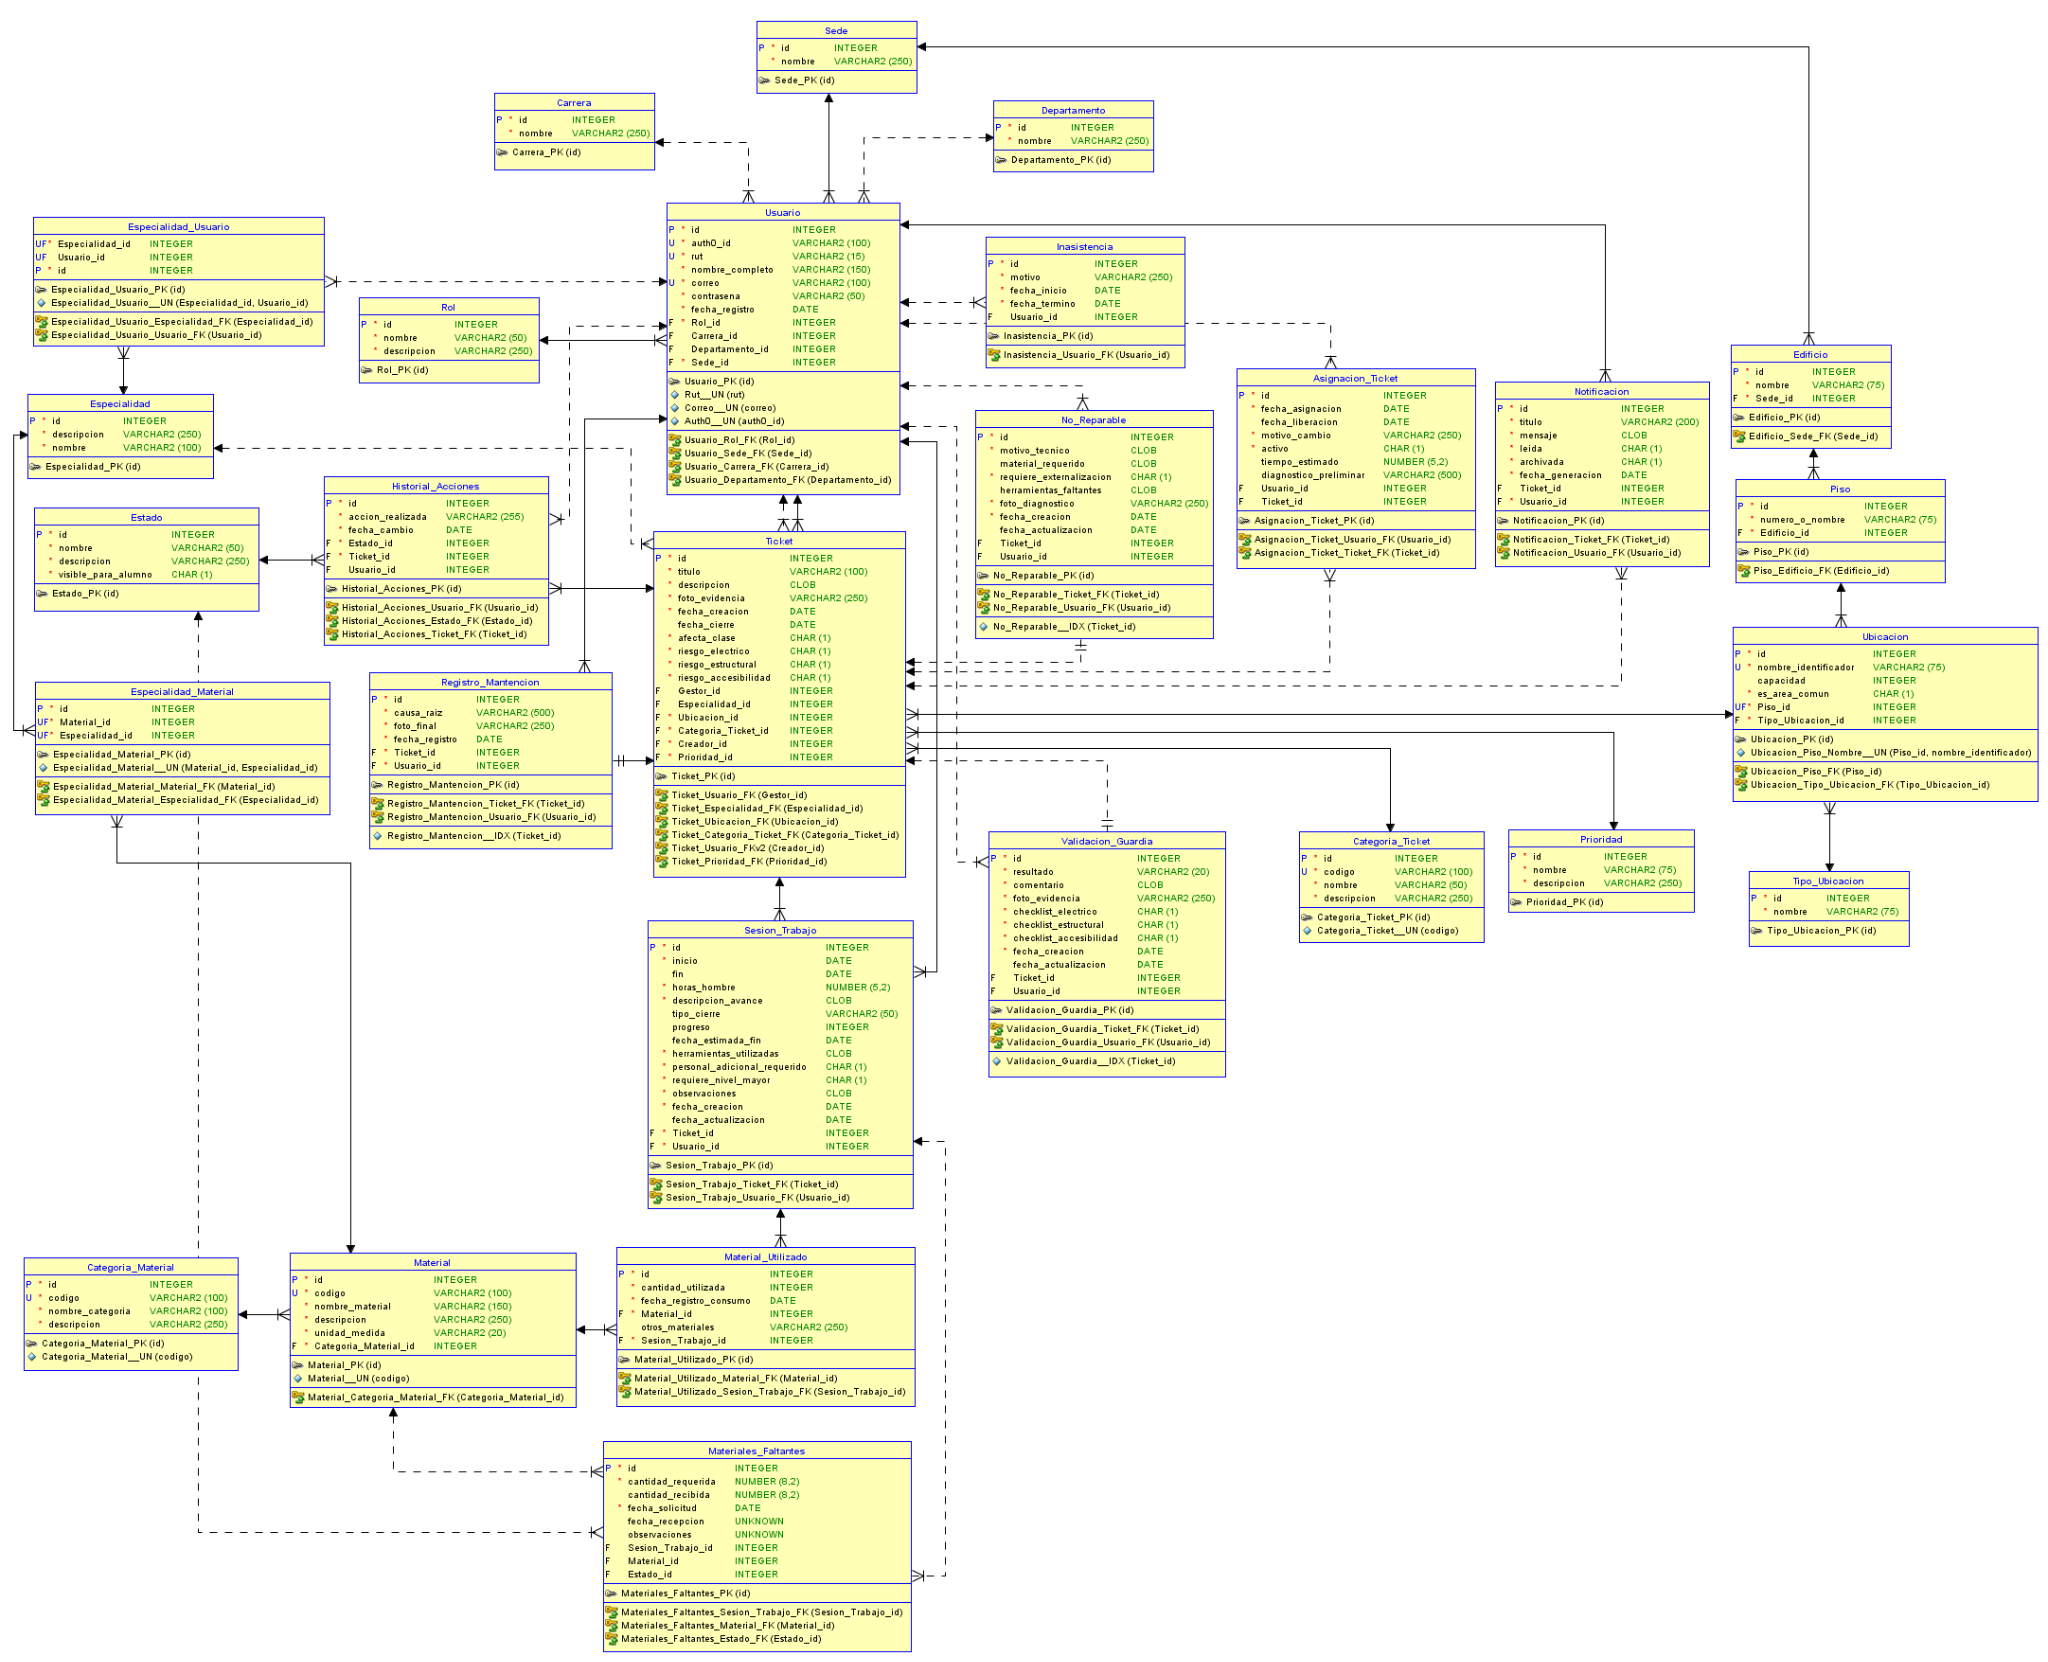 Sede
P * id INTEGER
* nombre VARCHAR2 (250)
Sede_PK (id)
Carrera
P * id INTEGER
* nombre VARCHAR2 (250)
Carrera_PK (id)
Departamento
P * id INTEGER
* nombre VARCHAR2 (250)
Departamento_PK (id)
Especialidad_Usuario
UF * Especialidad_id INTEGER
UF Usuario_id INTEGER
P * id INTEGER
Especialidad_Usuario_PK (id)
Especialidad_Usuario__UN (Especialidad_id, Usuario_id)
Especialidad_Usuario_Especialidad_FK (Especialidad_id)
Especialidad_Usuario_Usuario_FK (Usuario_id)
Rol
P * id INTEGER
* nombre VARCHAR2 (50)
* descripcion VARCHAR2 (250)
Rol_PK (id)
Usuario
P * id INTEGER
U * auth0_id VARCHAR2 (100)
U * rut VARCHAR2 (15)
* nombre_completo VARCHAR2 (150)
U * correo VARCHAR2 (100)
* contrasena VARCHAR2 (50)
* fecha_registro DATE
F * Rol_id INTEGER
F Carrera_id INTEGER
F Departamento_id INTEGER
F * Sede_id INTEGER
Usuario_PK (id)
Rut__UN (rut)
Correo__UN (correo)
Auth0__UN (auth0_id)
Usuario_Rol_FK (Rol_id)
Usuario_Sede_FK (Sede_id)
Usuario_Carrera_FK (Carrera_id)
Usuario_Departamento_FK (Departamento_id)
Inasistencia
P * id INTEGER
* motivo VARCHAR2 (250)
* fecha_inicio DATE
* fecha_termino DATE
F Usuario_id INTEGER
Inasistencia_PK (id)
Inasistencia_Usuario_FK (Usuario_id)
Asignacion_Ticket
P * id INTEGER
* fecha_asignacion DATE
fecha_liberacion DATE
* motivo_cambio VARCHAR2 (250)
* activo CHAR (1)
tiempo_estimado NUMBER (5,2)
diagnostico_preliminar VARCHAR2 (500)
F Usuario_id INTEGER
F Ticket_id INTEGER
Asignacion_Ticket_PK (id)
Asignacion_Ticket_Usuario_FK (Usuario_id)
Asignacion_Ticket_Ticket_FK (Ticket_id)
Notificacion
P * id INTEGER
* titulo VARCHAR2 (200)
* mensaje CLOB
* leida CHAR (1)
* archivada CHAR (1)
* fecha_generacion DATE
F Ticket_id INTEGER
F * Usuario_id INTEGER
Notificacion_PK (id)
Notificacion_Ticket_FK (Ticket_id)
Notificacion_Usuario_FK (Usuario_id)
Edificio
P * id INTEGER
* nombre VARCHAR2 (75)
F * Sede_id INTEGER
Edificio_PK (id)
Edificio_Sede_FK (Sede_id)
Especialidad
P * id INTEGER
* descripcion VARCHAR2 (250)
* nombre VARCHAR2 (100)
Especialidad_PK (id)
No_Reparable
P * id INTEGER
* motivo_tecnico CLOB
material_requerido CLOB
* requiere_externalizacion CHAR (1)
herramientas_faltantes CLOB
* foto_diagnostico VARCHAR2 (250)
* fecha_creacion DATE
fecha_actualizacion DATE
F Ticket_id INTEGER
F Usuario_id INTEGER
No_Reparable_PK (id)
No_Reparable_Ticket_FK (Ticket_id)
No_Reparable_Usuario_FK (Usuario_id)
No_Reparable__IDX (Ticket_id)
Historial_Acciones
P * id INTEGER
* accion_realizada VARCHAR2 (255)
* fecha_cambio DATE
F * Estado_id INTEGER
F * Ticket_id INTEGER
F Usuario_id INTEGER
Historial_Acciones_PK (id)
Historial_Acciones_Usuario_FK (Usuario_id)
Historial_Acciones_Estado_FK (Estado_id)
Historial_Acciones_Ticket_FK (Ticket_id)
Piso
P * id INTEGER
* numero_o_nombre VARCHAR2 (75)
F * Edificio_id INTEGER
Piso_PK (id)
Piso_Edificio_FK (Edificio_id)
Estado
P * id INTEGER
* nombre VARCHAR2 (50)
* descripcion VARCHAR2 (250)
* visible_para_alumno CHAR (1)
Estado_PK (id)
Ticket
P * id INTEGER
* titulo VARCHAR2 (100)
* descripcion CLOB
* foto_evidencia VARCHAR2 (250)
* fecha_creacion DATE
fecha_cierre DATE
* afecta_clase CHAR (1)
* riesgo_electrico CHAR (1)
* riesgo_estructural CHAR (1)
* riesgo_accesibilidad CHAR (1)
F Gestor_id INTEGER
F Especialidad_id INTEGER
F * Ubicacion_id INTEGER
F * Categoria_Ticket_id INTEGER
F * Creador_id INTEGER
F * Prioridad_id INTEGER
Ticket_PK (id)
Ticket_Usuario_FK (Gestor_id)
Ticket_Especialidad_FK (Especialidad_id)
Ticket_Ubicacion_FK (Ubicacion_id)
Ticket_Categoria_Ticket_FK (Categoria_Ticket_id)
Ticket_Usuario_FKv2 (Creador_id)
Ticket_Prioridad_FK (Prioridad_id)
Ubicacion
P * id INTEGER
U * nombre_identificador VARCHAR2 (75)
capacidad INTEGER
* es_area_comun CHAR (1)
UF * Piso_id INTEGER
F * Tipo_Ubicacion_id INTEGER
Ubicacion_PK (id)
Ubicacion_Piso_Nombre__UN (Piso_id, nombre_identificador)
Ubicacion_Piso_FK (Piso_id)
Ubicacion_Tipo_Ubicacion_FK (Tipo_Ubicacion_id)
Registro_Mantencion
P * id INTEGER
* causa_raiz VARCHAR2 (500)
* foto_final VARCHAR2 (250)
* fecha_registro DATE
F * Ticket_id INTEGER
F * Usuario_id INTEGER
Registro_Mantencion_PK (id)
Registro_Mantencion_Ticket_FK (Ticket_id)
Registro_Mantencion_Usuario_FK (Usuario_id)
Registro_Mantencion__IDX (Ticket_id)
Especialidad_Material
P * id INTEGER
UF * Material_id INTEGER
UF * Especialidad_id INTEGER
Especialidad_Material_PK (id)
Especialidad_Material__UN (Material_id, Especialidad_id)
Especialidad_Material_Material_FK (Material_id)
Especialidad_Material_Especialidad_FK (Especialidad_id)
Validacion_Guardia
P * id INTEGER
* resultado VARCHAR2 (20)
* comentario CLOB
* foto_evidencia VARCHAR2 (250)
* checklist_electrico CHAR (1)
* checklist_estructural CHAR (1)
* checklist_accesibilidad CHAR (1)
* fecha_creacion DATE
fecha_actualizacion DATE
F Ticket_id INTEGER
F Usuario_id INTEGER
Validacion_Guardia_PK (id)
Validacion_Guardia_Ticket_FK (Ticket_id)
Validacion_Guardia_Usuario_FK (Usuario_id)
Validacion_Guardia__IDX (Ticket_id)
Categoria_Ticket
P * id INTEGER
U * codigo VARCHAR2 (100)
* nombre VARCHAR2 (50)
* descripcion VARCHAR2 (250)
Categoria_Ticket_PK (id)
Categoria_Ticket__UN (codigo)
Prioridad
P * id INTEGER
* nombre VARCHAR2 (75)
* descripcion VARCHAR2 (250)
Prioridad_PK (id)
Tipo_Ubicacion
P * id INTEGER
* nombre VARCHAR2 (75)
Tipo_Ubicacion_PK (id)
Sesion_Trabajo
P * id INTEGER
* inicio DATE
fin DATE
* horas_hombre NUMBER (5,2)
* descripcion_avance CLOB
tipo_cierre VARCHAR2 (50)
progreso INTEGER
fecha_estimada_fin DATE
* herramientas_utilizadas CLOB
* personal_adicional_requerido CHAR (1)
* requiere_nivel_mayor CHAR (1)
* observaciones CLOB
* fecha_creacion DATE
fecha_actualizacion DATE
F * Ticket_id INTEGER
F * Usuario_id INTEGER
Sesion_Trabajo_PK (id)
Sesion_Trabajo_Ticket_FK (Ticket_id)
Sesion_Trabajo_Usuario_FK (Usuario_id)
Categoria_Material
P * id INTEGER
U * codigo VARCHAR2 (100)
* nombre_categoria VARCHAR2 (100)
* descripcion VARCHAR2 (250)
Categoria_Material_PK (id)
Categoria_Material__UN (codigo)
Material
P * id INTEGER
U * codigo VARCHAR2 (100)
* nombre_material VARCHAR2 (150)
* descripcion VARCHAR2 (250)
* unidad_medida VARCHAR2 (20)
F * Categoria_Material_id INTEGER
Material_PK (id)
Material__UN (codigo)
Material_Categoria_Material_FK (Categoria_Material_id)
Material_Utilizado
P * id INTEGER
* cantidad_utilizada INTEGER
* fecha_registro_consumo DATE
F * Material_id INTEGER
otros_materiales VARCHAR2 (250)
F * Sesion_Trabajo_id INTEGER
Material_Utilizado_PK (id)
Material_Utilizado_Material_FK (Material_id)
Material_Utilizado_Sesion_Trabajo_FK (Sesion_Trabajo_id)
Materiales_Faltantes
P * id INTEGER
* cantidad_requerida NUMBER (8,2)
cantidad_recibida NUMBER (8,2)
* fecha_solicitud DATE
fecha_recepcion UNKNOWN
observaciones UNKNOWN
F Sesion_Trabajo_id INTEGER
F Material_id INTEGER
F Estado_id INTEGER
Materiales_Faltantes_PK (id)
Materiales_Faltantes_Sesion_Trabajo_FK (Sesion_Trabajo_id)
Materiales_Faltantes_Material_FK (Material_id)
Materiales_Faltantes_Estado_FK (Estado_id)